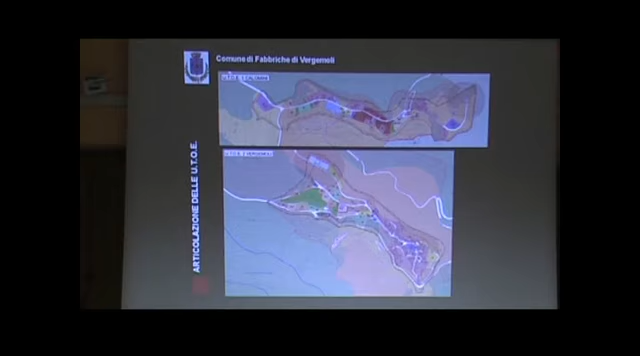 Comune di Fabbriche di Vergemoli
U.T.O.E. 
ARTICOLAZIONE DELLE U.T.O.E.